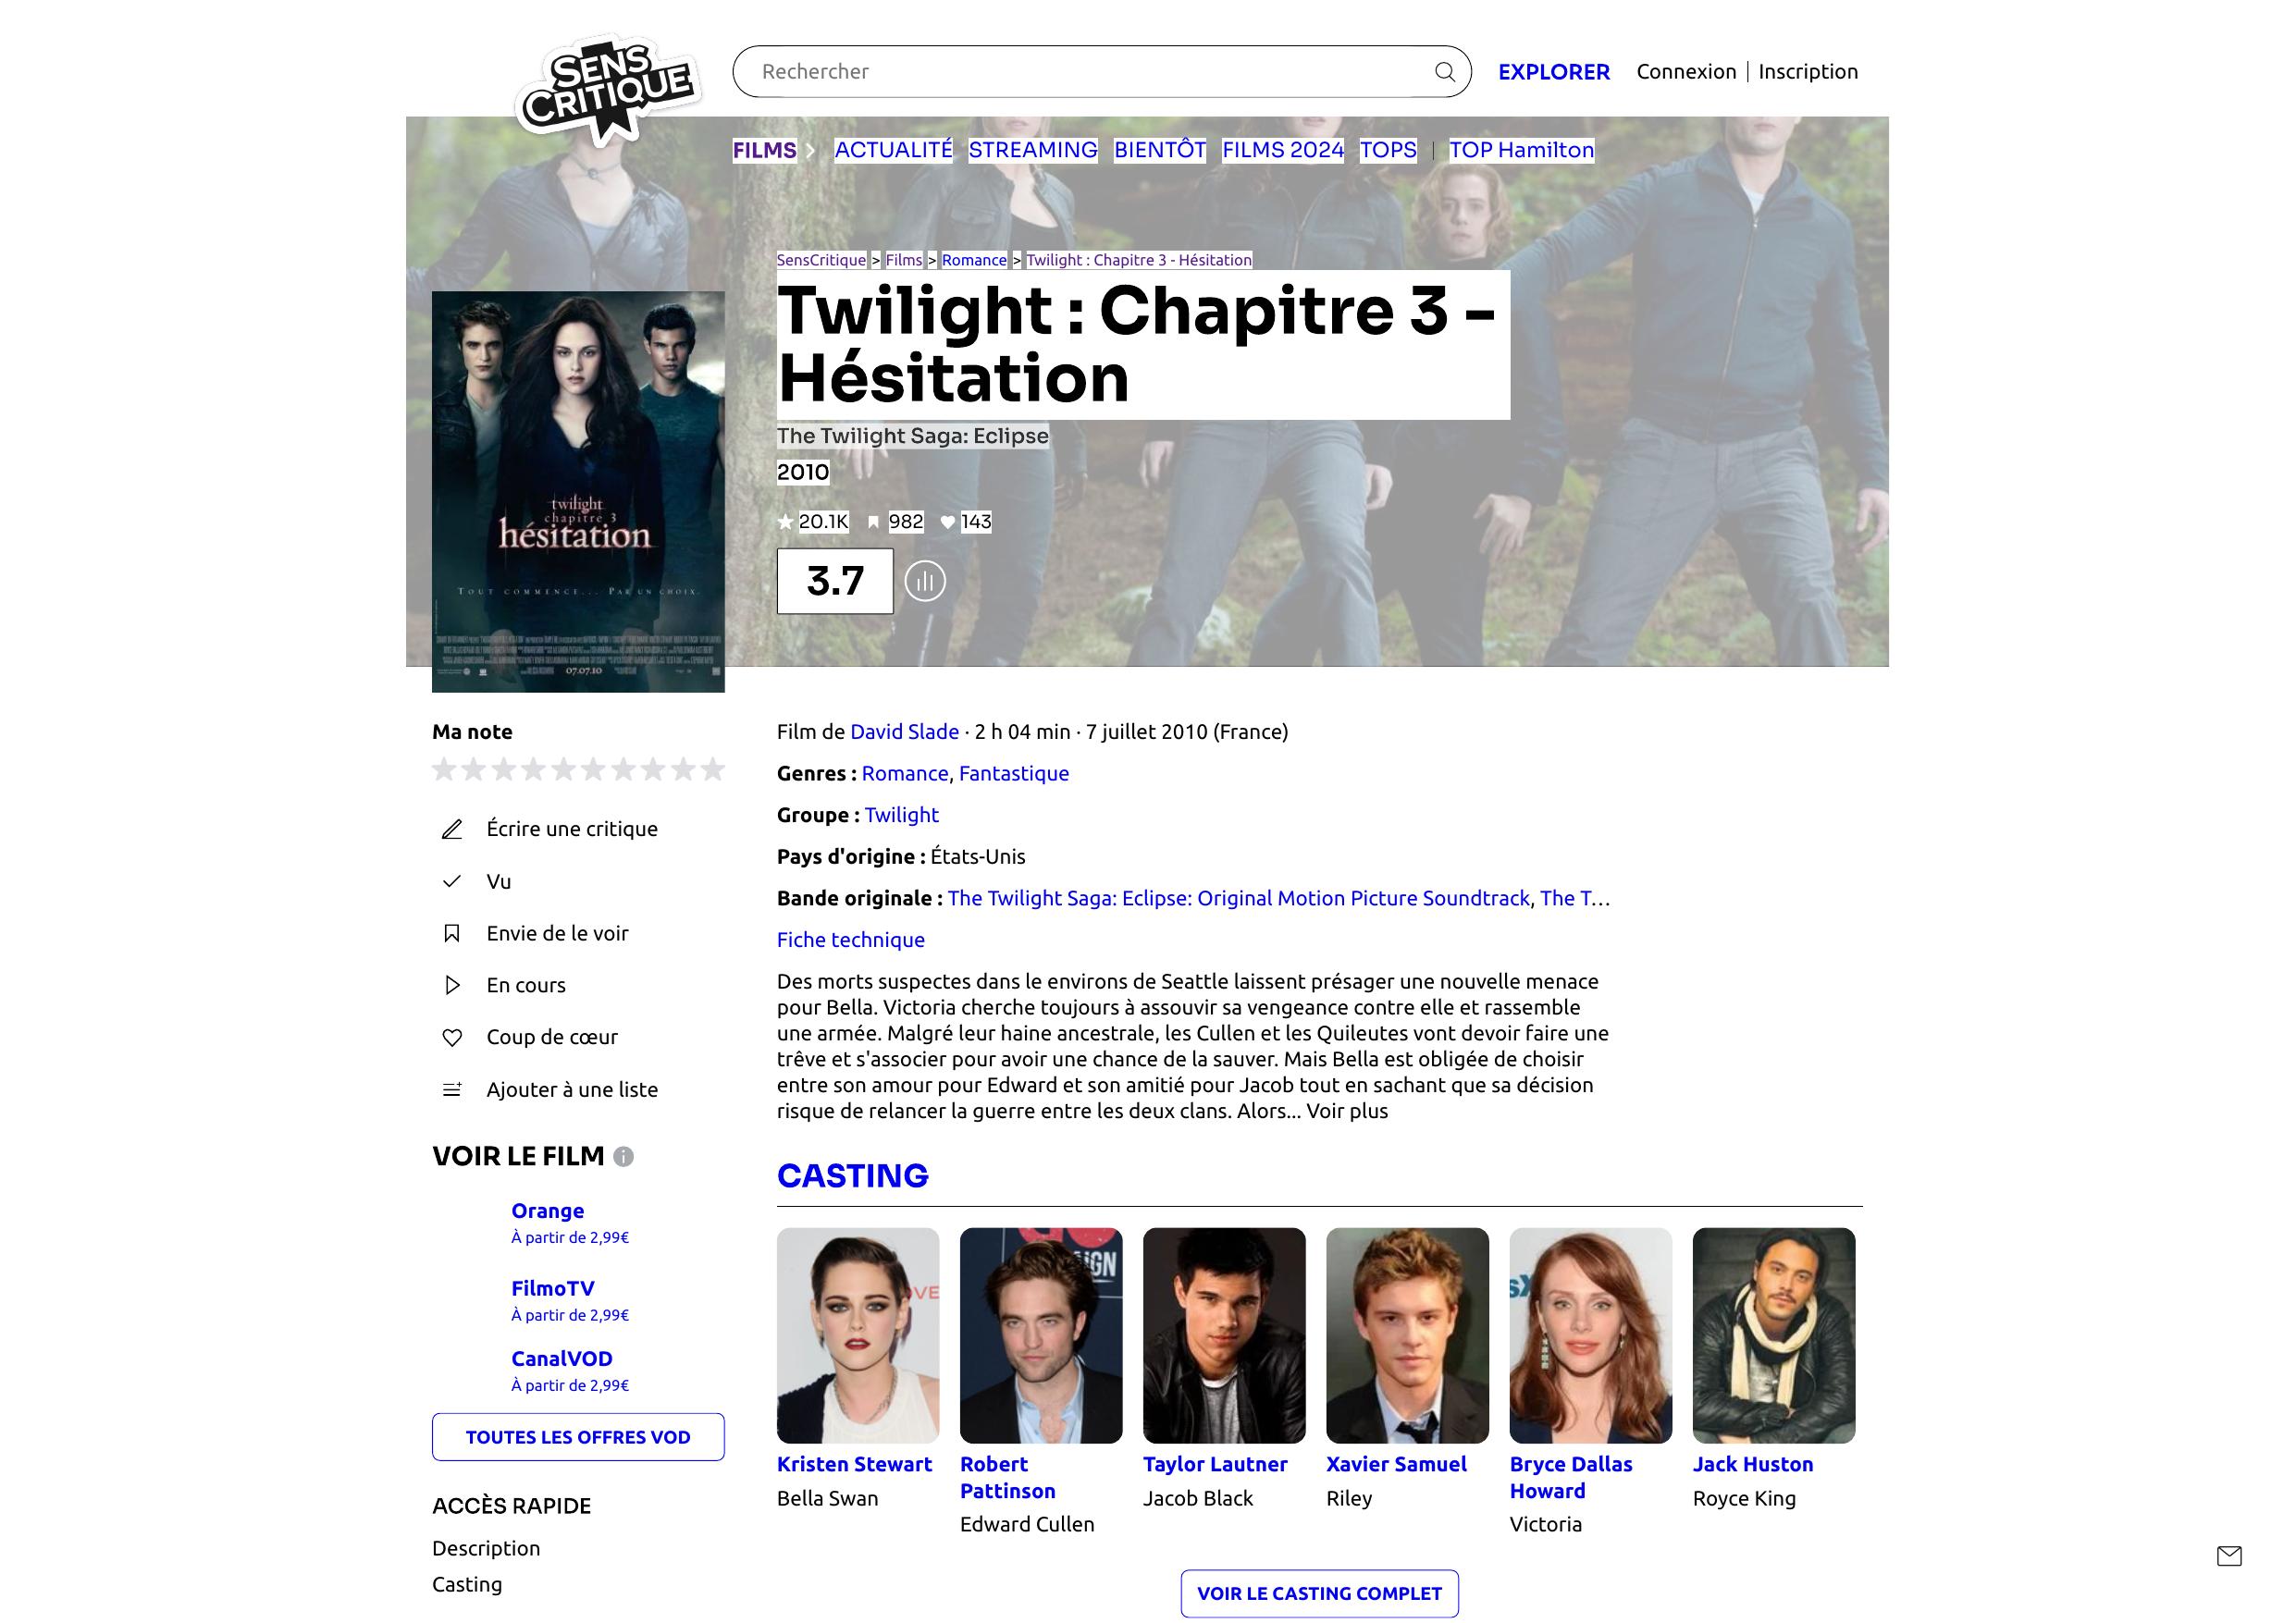 SENS
CRITIQUE
Rechercher
EXPLORER
Connexion | Inscription
FILMS
ACTUALITÉ
STREAMING
BIENTÔT
FILMS 2024
TOPS
|
TOP Hamilton
SensCritique > Films > Romance > Twilight : Chapitre 3 - Hésitation
Twilight : Chapitre 3 -
Hésitation
The Twilight Saga: Eclipse
2010
20.1K 982 143
3.7
twilight
chapitre 3
hésitation
TOUT COMMENCE... PAR UN CHOIX.
07.07.10
Ma note
Écrire une critique
Vu
Envie de le voir
En cours
Coup de cœur
Ajouter à une liste
VOIR LE FILM
Orange
À partir de 2,99€
FilmoTV
À partir de 2,99€
CanalVOD
À partir de 2,99€
TOUTES LES OFFRES VOD
ACCÈS RAPIDE
Description
Casting
Film de David Slade · 2 h 04 min · 7 juillet 2010 (France)
Genres : Romance, Fantastique
Groupe : Twilight
Pays d'origine : États-Unis
Bande originale : The Twilight Saga: Eclipse: Original Motion Picture Soundtrack, The T…
Fiche technique
Des morts suspectes dans le environs de Seattle laissent présager une nouvelle menace
pour Bella. Victoria cherche toujours à assouvir sa vengeance contre elle et rassemble
une armée. Malgré leur haine ancestrale, les Cullen et les Quileutes vont devoir faire une
trêve et s'associer pour avoir une chance de la sauver. Mais Bella est obligée de choisir
entre son amour pour Edward et son amitié pour Jacob tout en sachant que sa décision
risque de relancer la guerre entre les deux clans. Alors... Voir plus
CASTING
Kristen Stewart
Bella Swan
Robert
Pattinson
Edward Cullen
Taylor Lautner
Jacob Black
Xavier Samuel
Riley
Bryce Dallas
Howard
Victoria
Jack Huston
Royce King
VOIR LE CASTING COMPLET